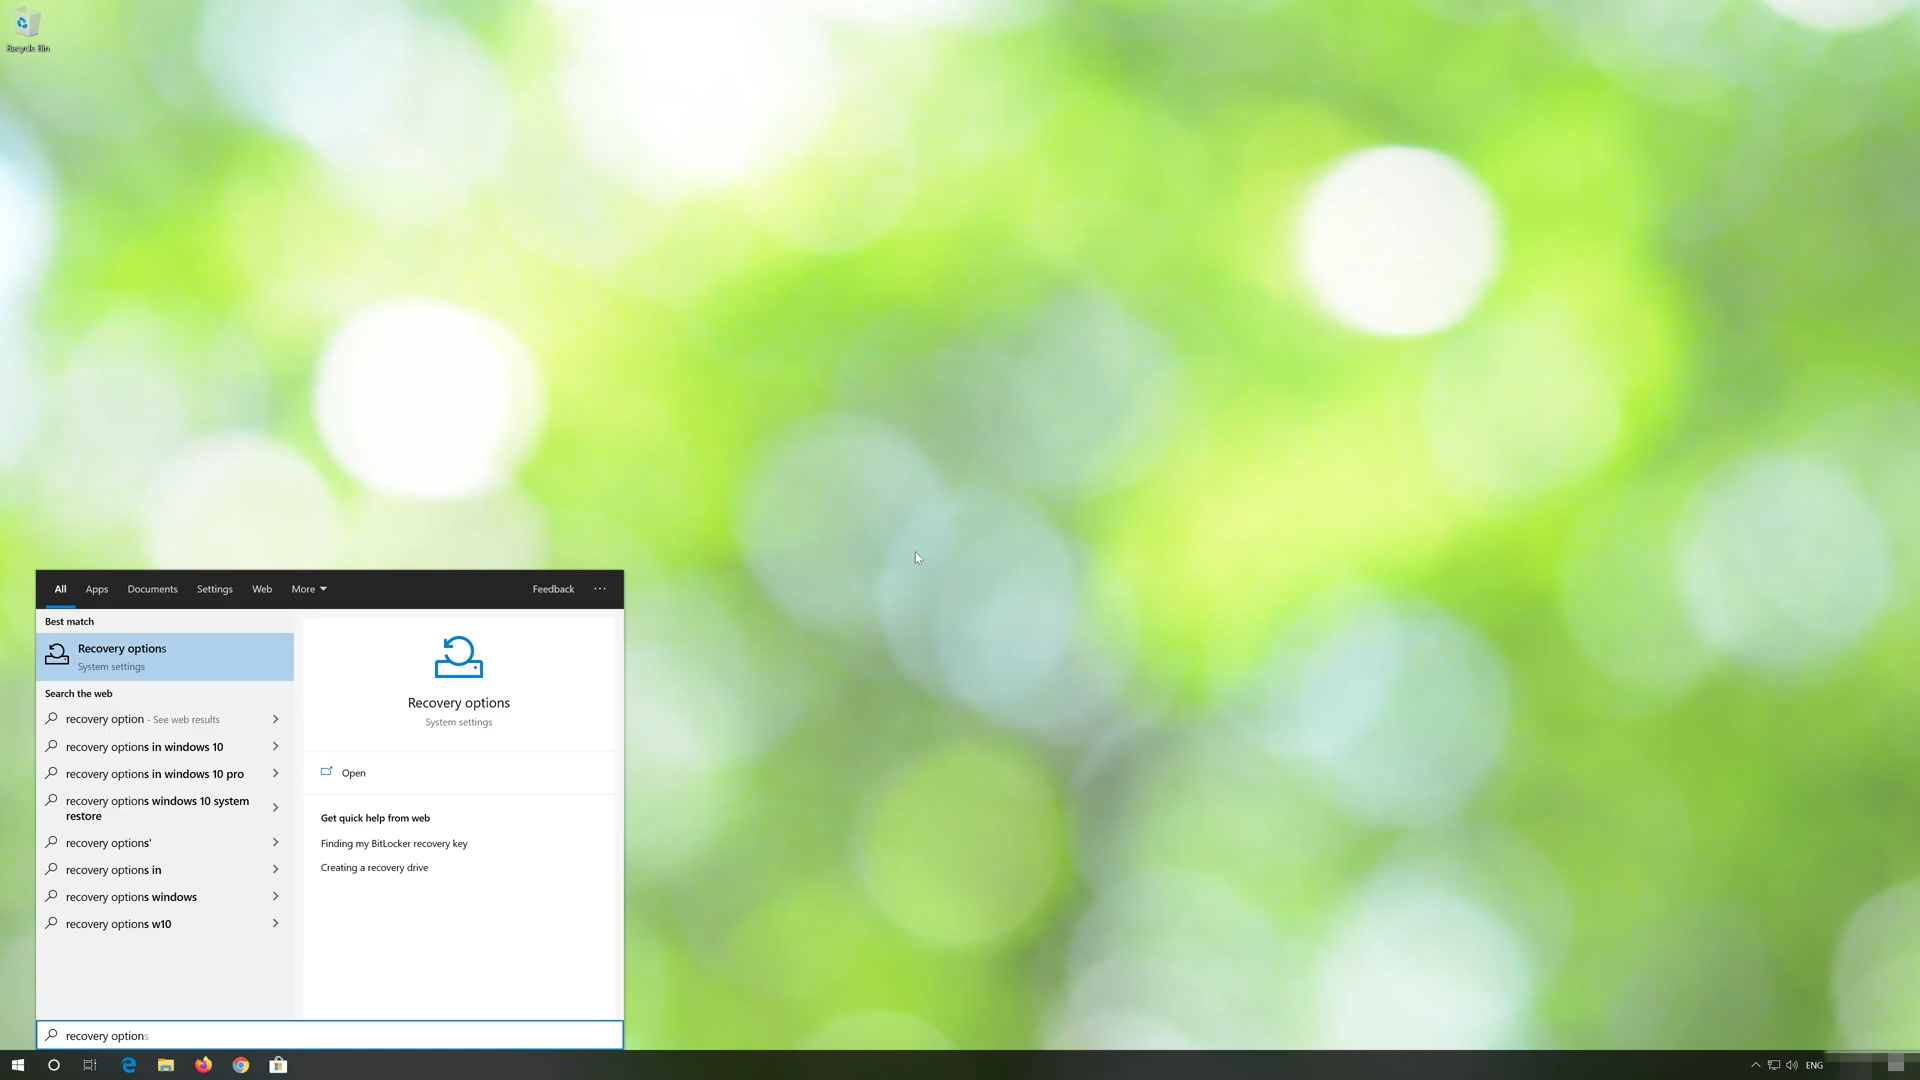 Recycle Bin
All Apps Documents Settings Web More Feedback ...
Best match
Recovery options
System settings
Search the web
recovery option - See web results
recovery options in windows 10
recovery options in windows 10 pro
recovery options windows 10 system
restore
recovery options'
recovery options in
recovery options windows
recovery options w10
Recovery options
System settings
Open
Get quick help from web
Finding my BitLocker recovery key
Creating a recovery drive
recovery options
ENG